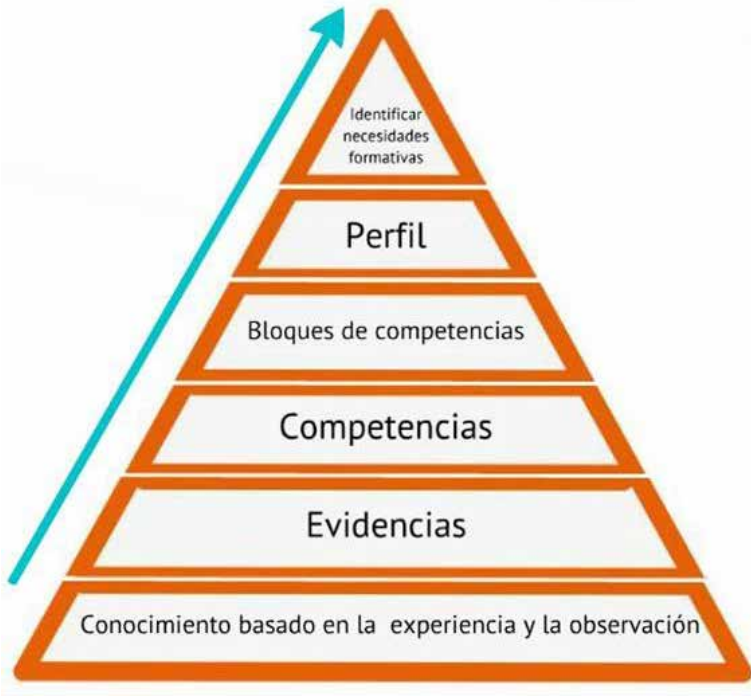 Identificar
necesidades
formativas
Perfil
Bloques de competencias
Competencias
Evidencias
Conocimiento basado en la experiencia y la observación